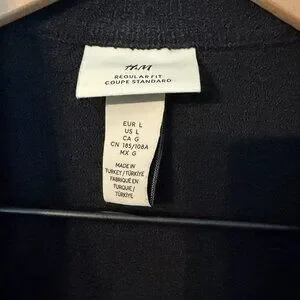 H&M
REGULAR FIT
COUPE STANDARD
EUR L
US L
CA G
CN 185/108A
MX G
MADE IN
TURKEY/TÜRKİYE
FABRIQUÉ EN
TURQUIE/
TÜRKİYE